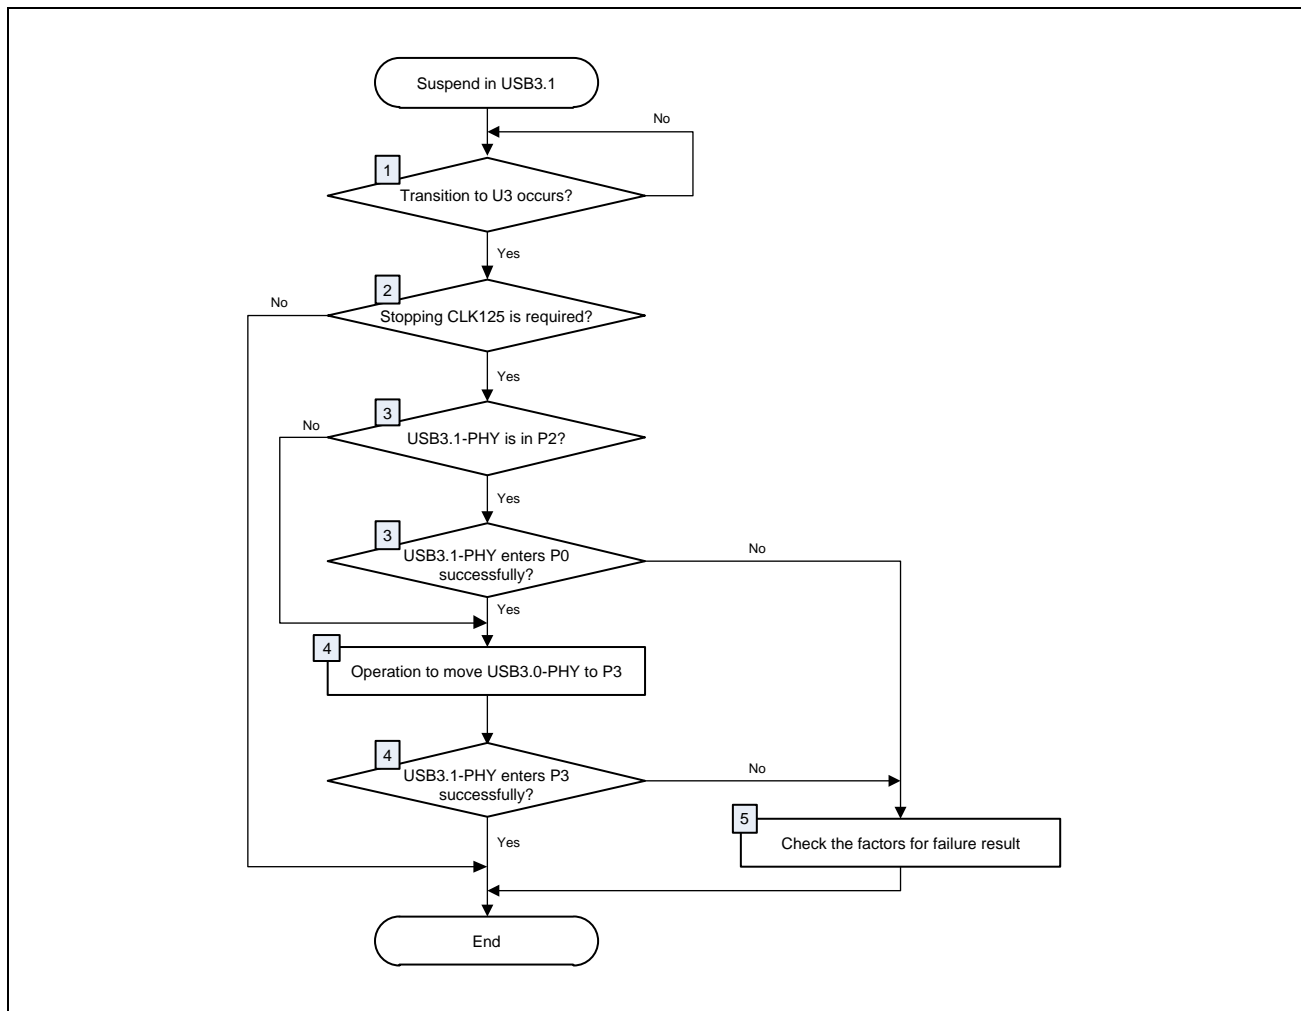 Suspend in USB3.1
No
1
Transition to U3 occurs?
Yes
2
No
Stopping CLK125 is required?
Yes
3
No
USB3.1-PHY is in P2?
Yes
3
USB3.1-PHY enters P0
successfully?
No
Yes
4
Operation to move USB3.0-PHY to P3
4
USB3.1-PHY enters P3
successfully?
No
Yes
5
Check the factors for failure result
End